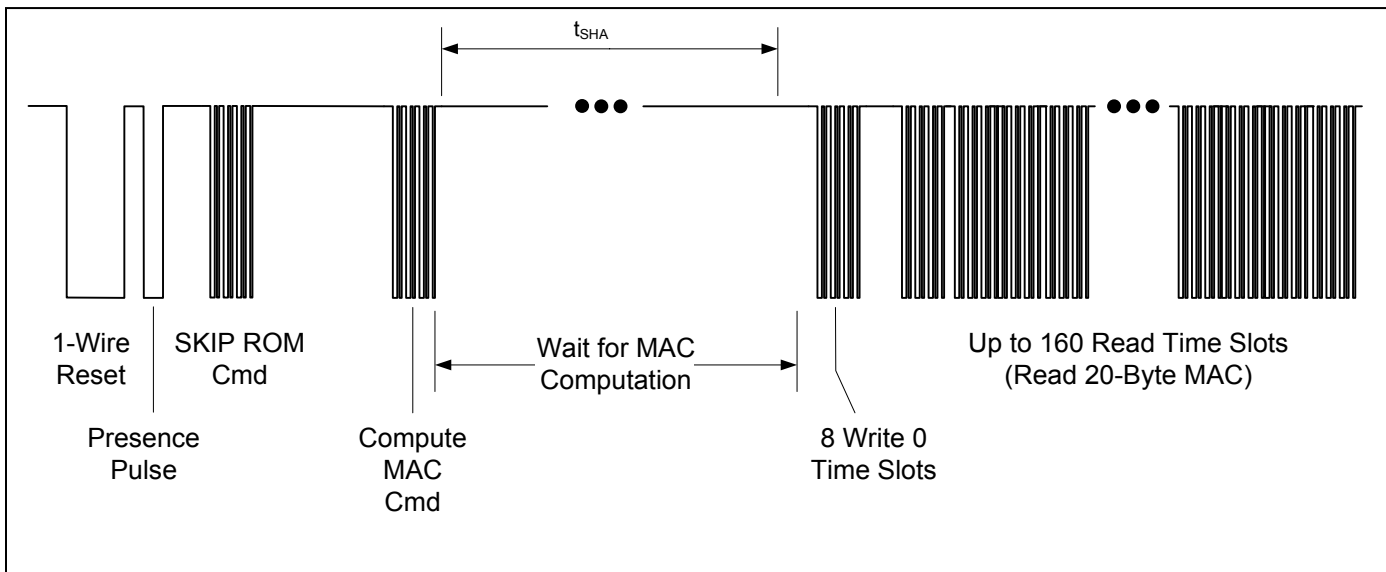 tSHA
1-Wire
Reset
SKIP ROM
Cmd
Wait for MAC
Computation
Up to 160 Read Time Slots
(Read 20-Byte MAC)
Presence
Pulse
Compute
MAC
Cmd
8 Write 0
Time Slots